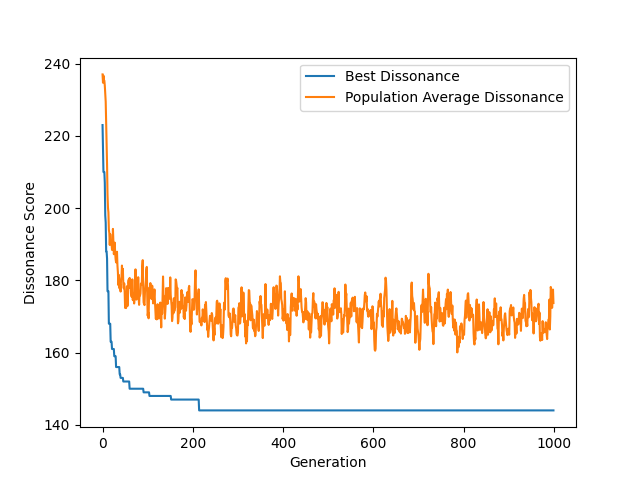 Best Dissonance
Population Average Dissonance
240
220
200
180
160
140
Dissonance Score
0 200 400 600 800 1000
Generation